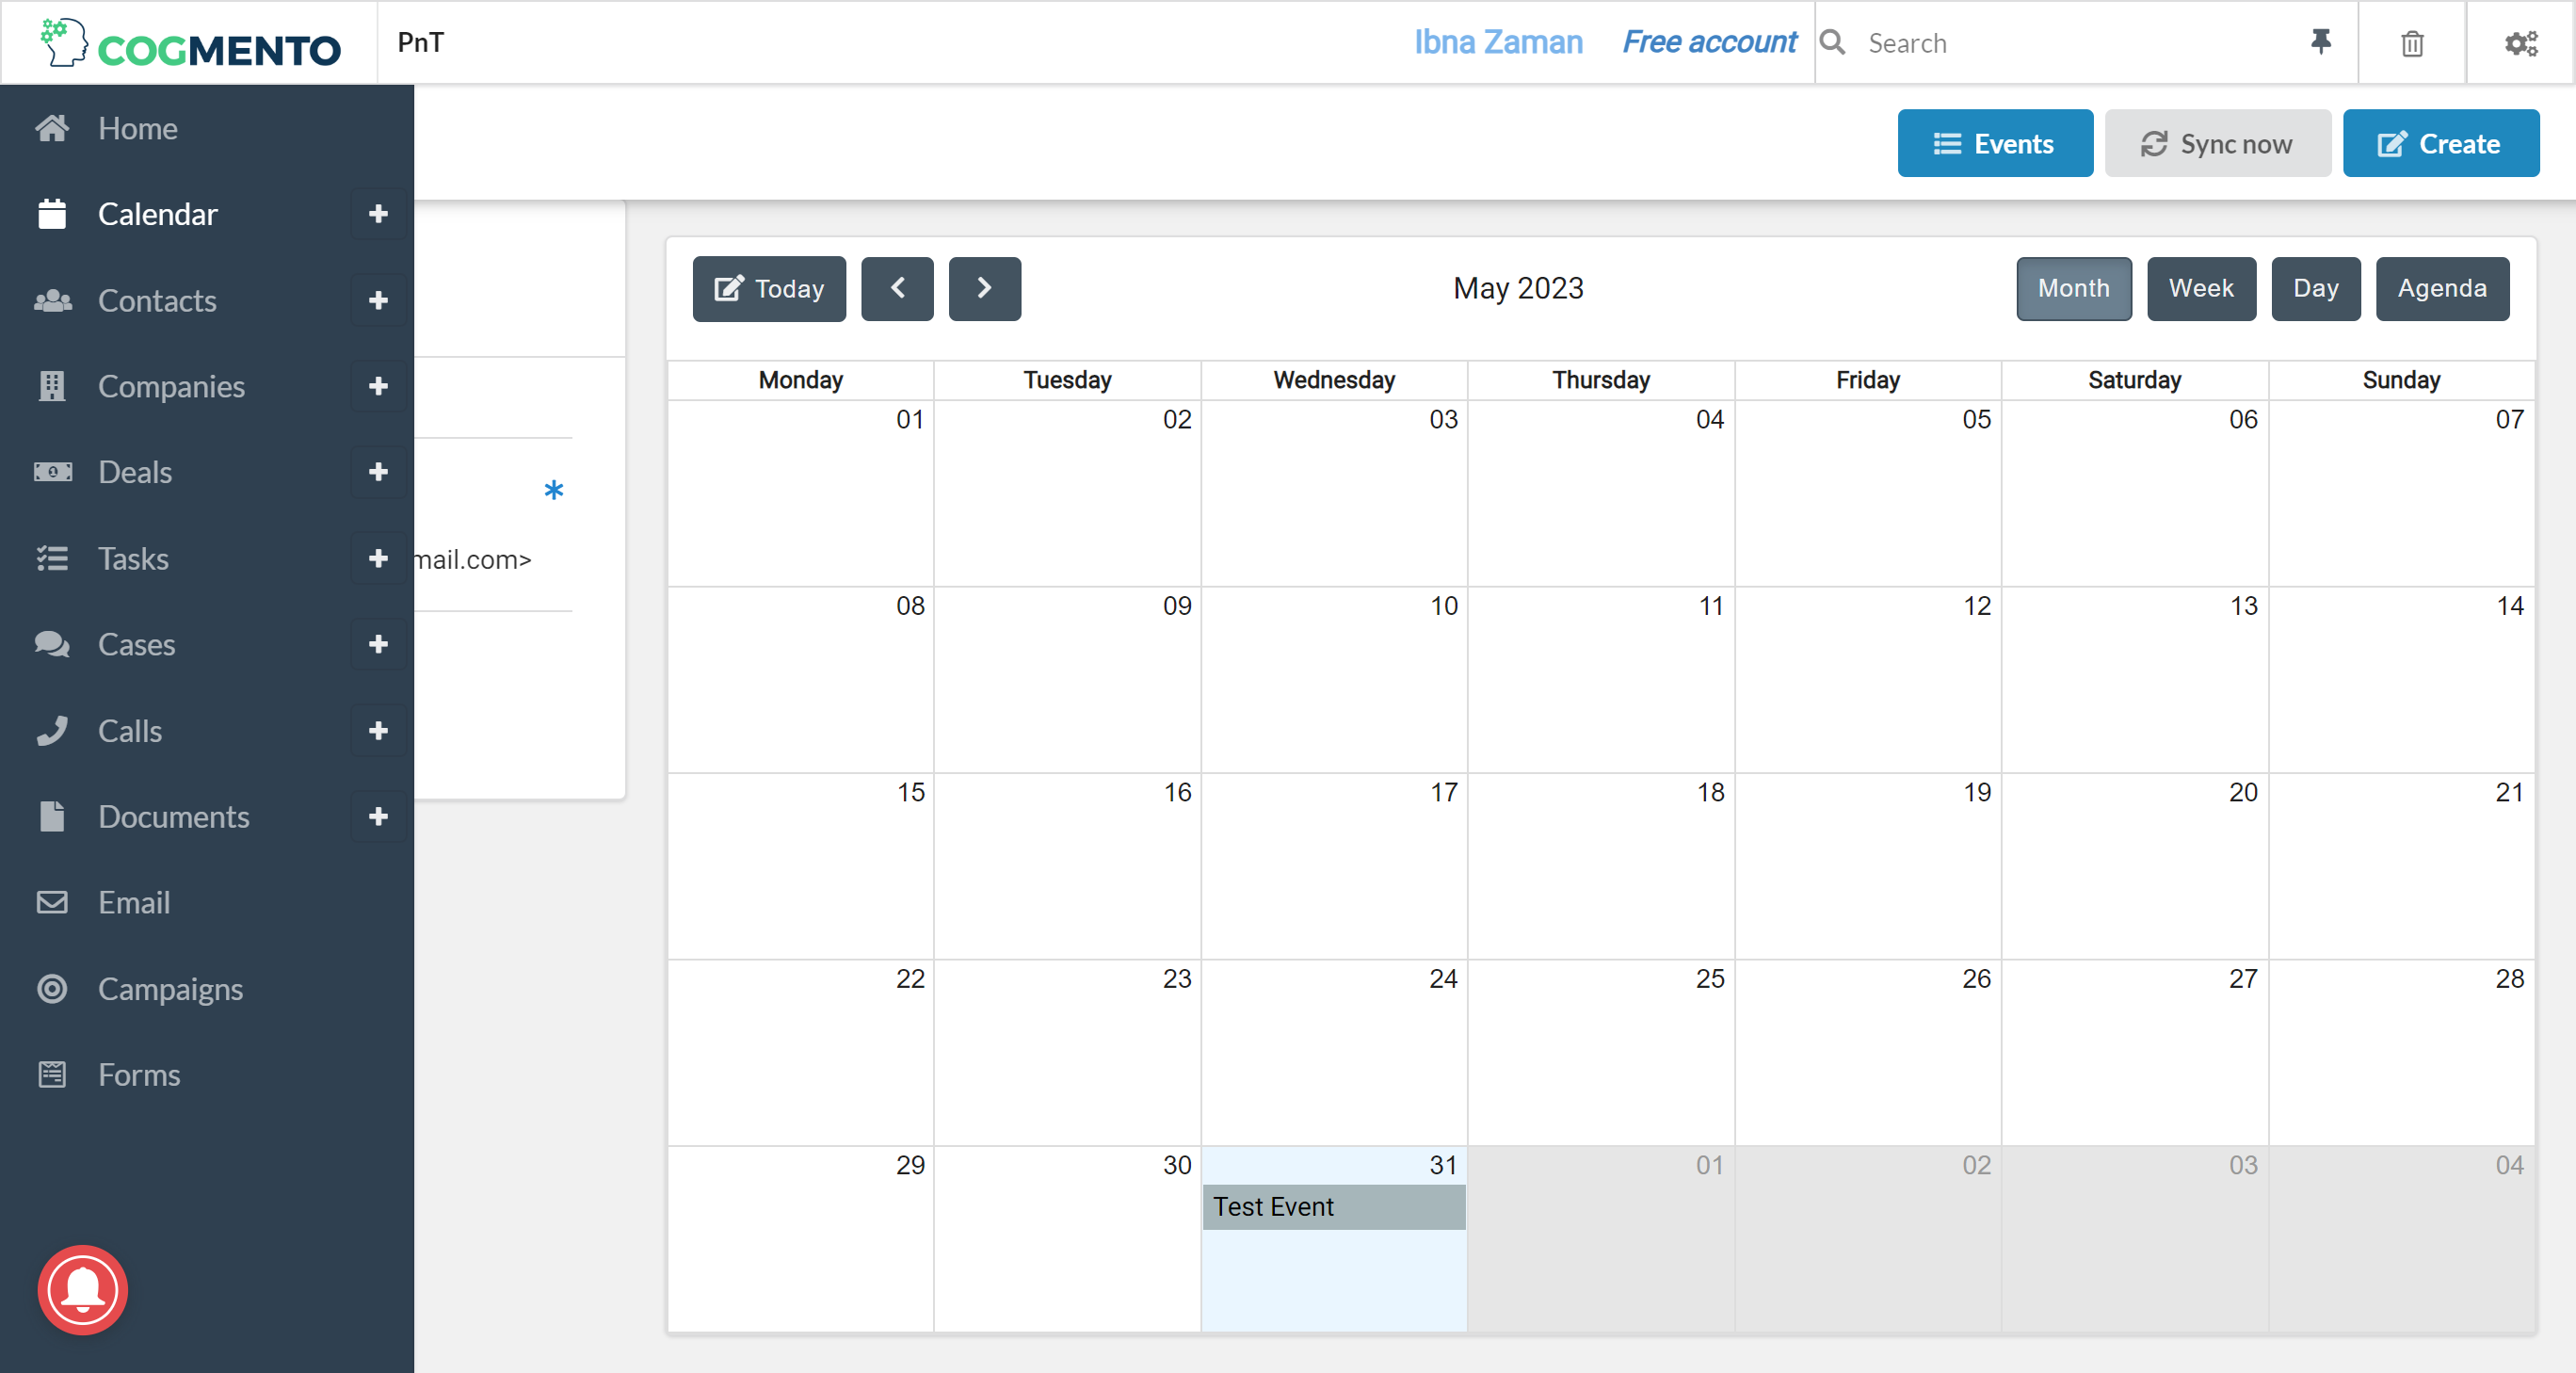 COGMENTO PnT Ibna Zaman Free account Search
Home
Calendar
Contacts
Companies
Deals
Tasks
Cases
Calls
Documents
Email
Campaigns
Forms
mail.com>
Events Sync now Create
Today May 2023 Month Week Day Agenda
Monday Tuesday Wednesday Thursday Friday Saturday Sunday
01 02 03 04 05 06 07
08 09 10 11 12 13 14
15 16 17 18 19 20 21
22 23 24 25 26 27 28
29 30 31 01 02 03 04
Test Event